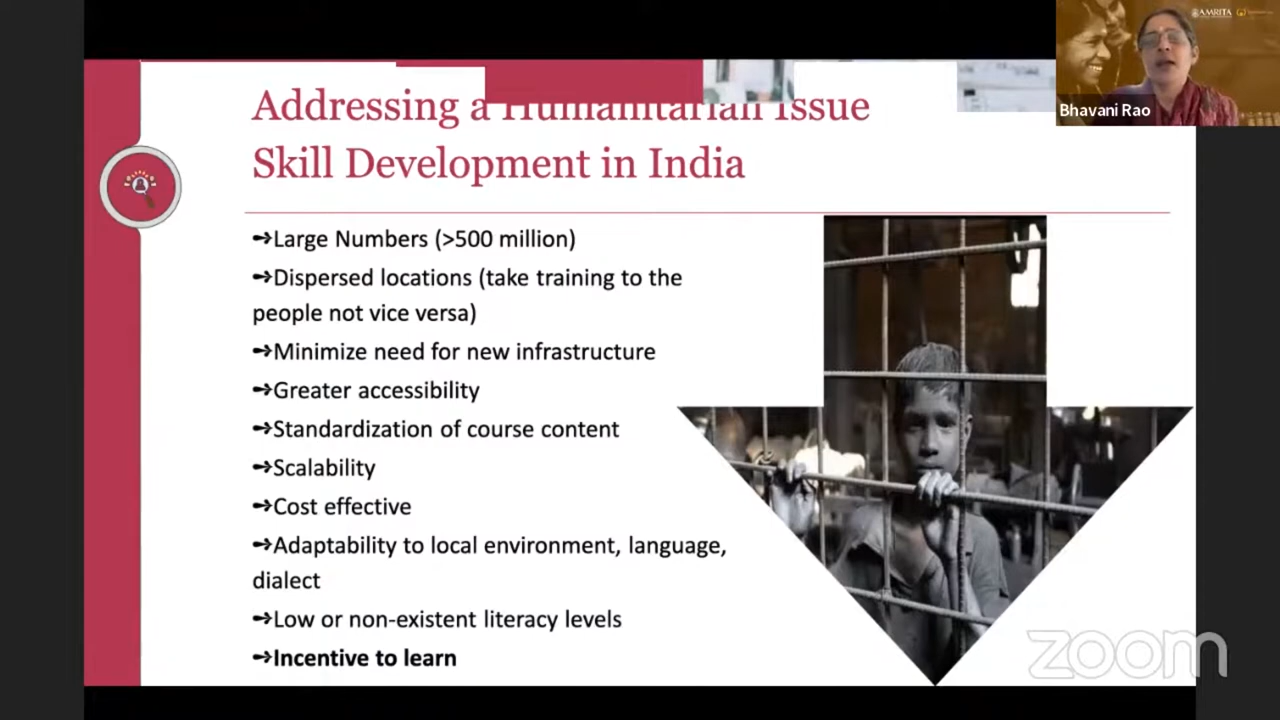 AMRITA
Bhavani Rao
Addressing a Humanitarian Issue
Skill Development in India
➙Large Numbers (>500 million)
➙Dispersed locations (take training to the
people not vice versa)
➙Minimize need for new infrastructure
➙Greater accessibility
➙Standardization of course content
➙Scalability
➙Cost effective
➙Adaptability to local environment, language,
dialect
➙Low or non-existent literacy levels
➙Incentive to learn
zoom